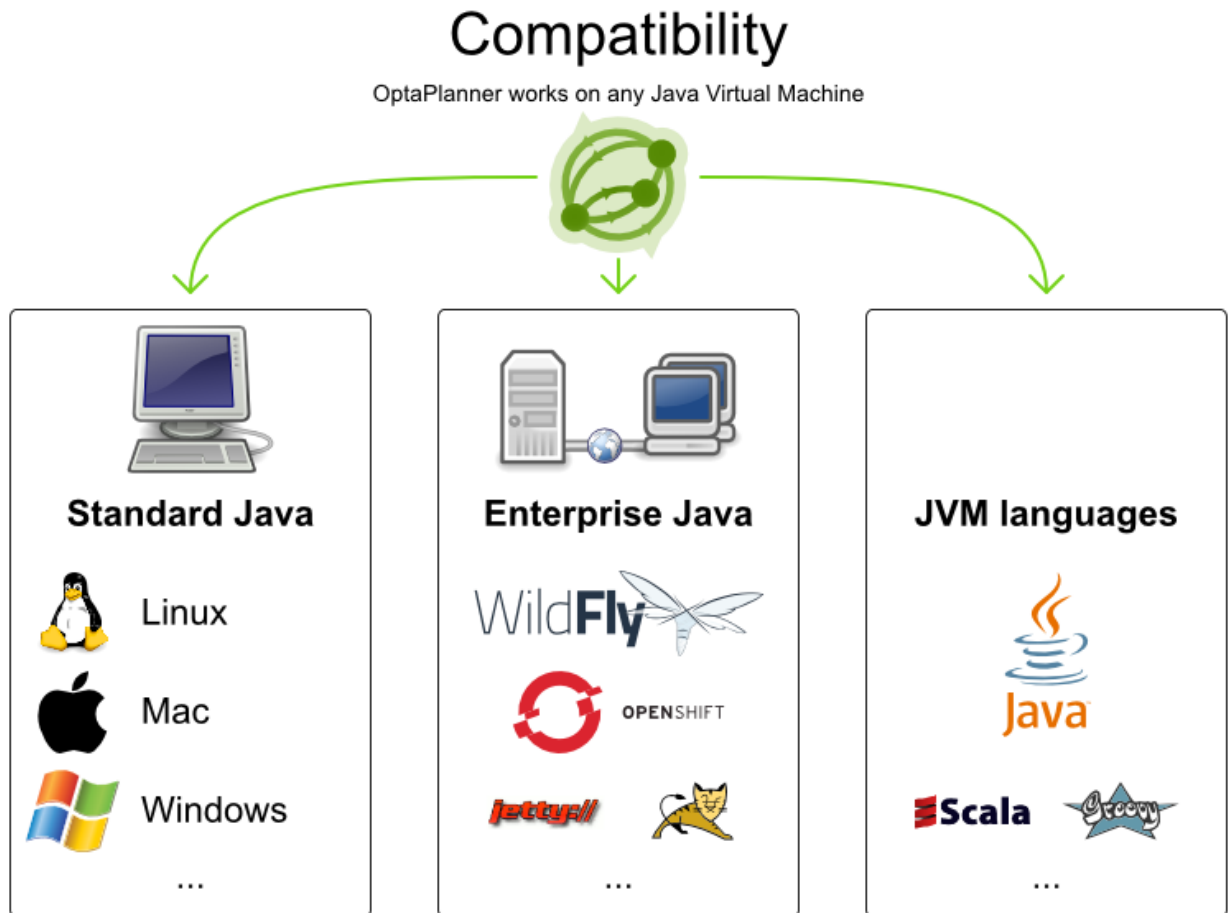 Compatibility
OptaPlanner works on any Java Virtual Machine
Standard Java
Linux
Mac
Windows
...
Enterprise Java
WildFly
OPENSHIFT
jetty://
...
JVM languages
Java™
Scala
Groovy
...